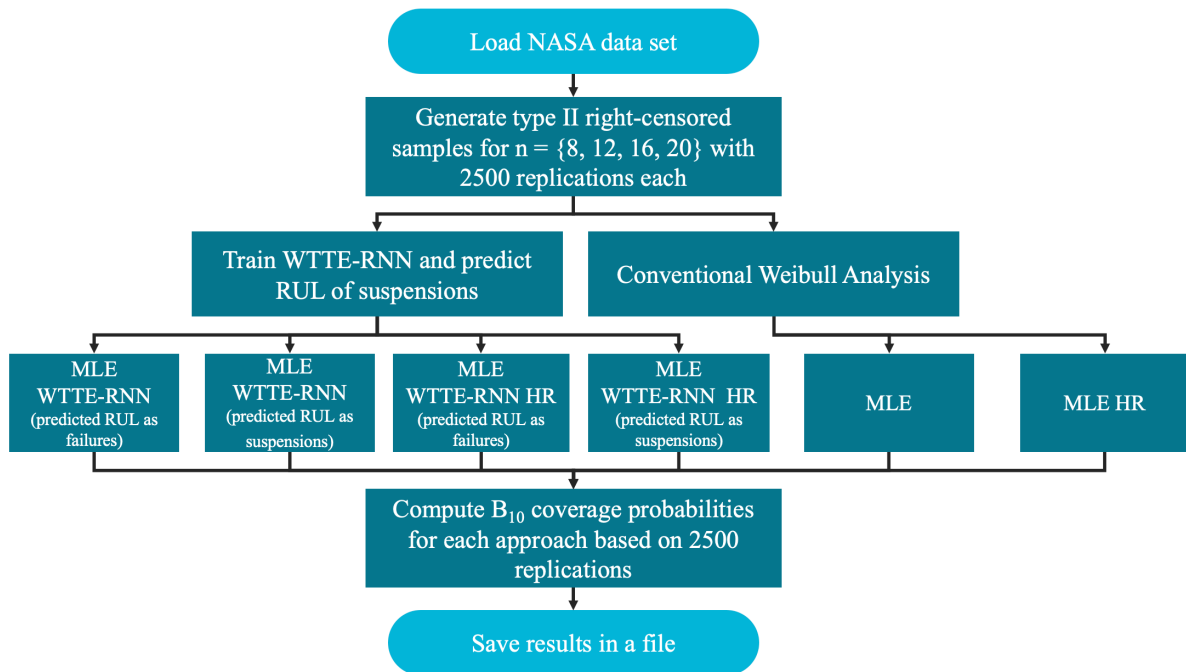 Load NASA data set
Generate type II right-censored
samples for n = {8, 12, 16, 20} with
2500 replications each
Train WTTE-RNN and predict
RUL of suspensions
Conventional Weibull Analysis
MLE
WTTE-RNN
(predicted RUL as
failures)
MLE
WTTE-RNN
(predicted RUL as
suspensions)
MLE
WTTE-RNN HR
(predicted RUL as
failures)
MLE
WTTE-RNN HR
(predicted RUL as
suspensions)
MLE
MLE HR
Compute B₁₀ coverage probabilities
for each approach based on 2500
replications
Save results in a file